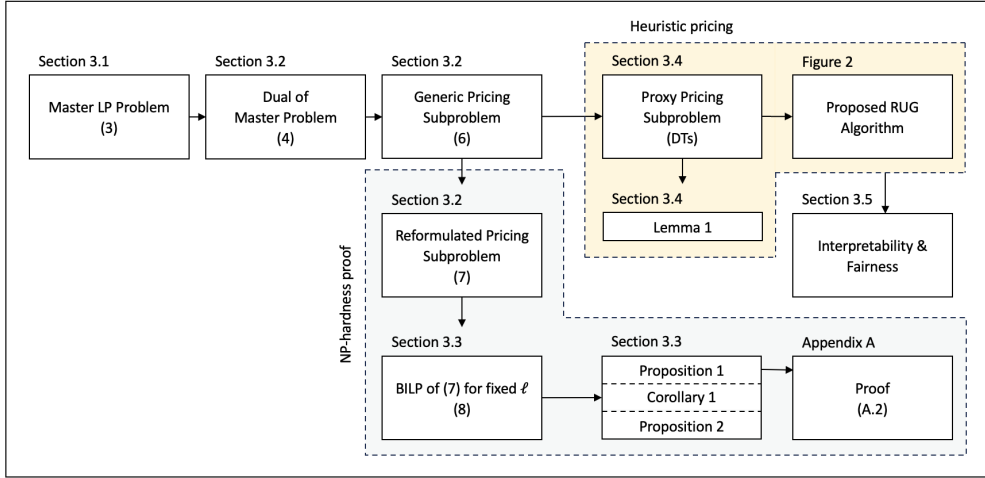 Heuristic pricing
Section 3.1
Master LP Problem
(3)
Section 3.2
Dual of
Master Problem
(4)
Section 3.2
Generic Pricing
Subproblem
(6)
Section 3.4
Proxy Pricing
Subproblem
(DTs)
Figure 2
Proposed RUG
Algorithm
Section 3.4
Lemma 1
Section 3.5
Interpretability &
Fairness
NP-hardness proof
Section 3.2
Reformulated Pricing
Subproblem
(7)
Section 3.3
BILP of (7) for fixed ℓ
(8)
Section 3.3
Proposition 1
Corollary 1
Proposition 2
Appendix A
Proof
(A.2)